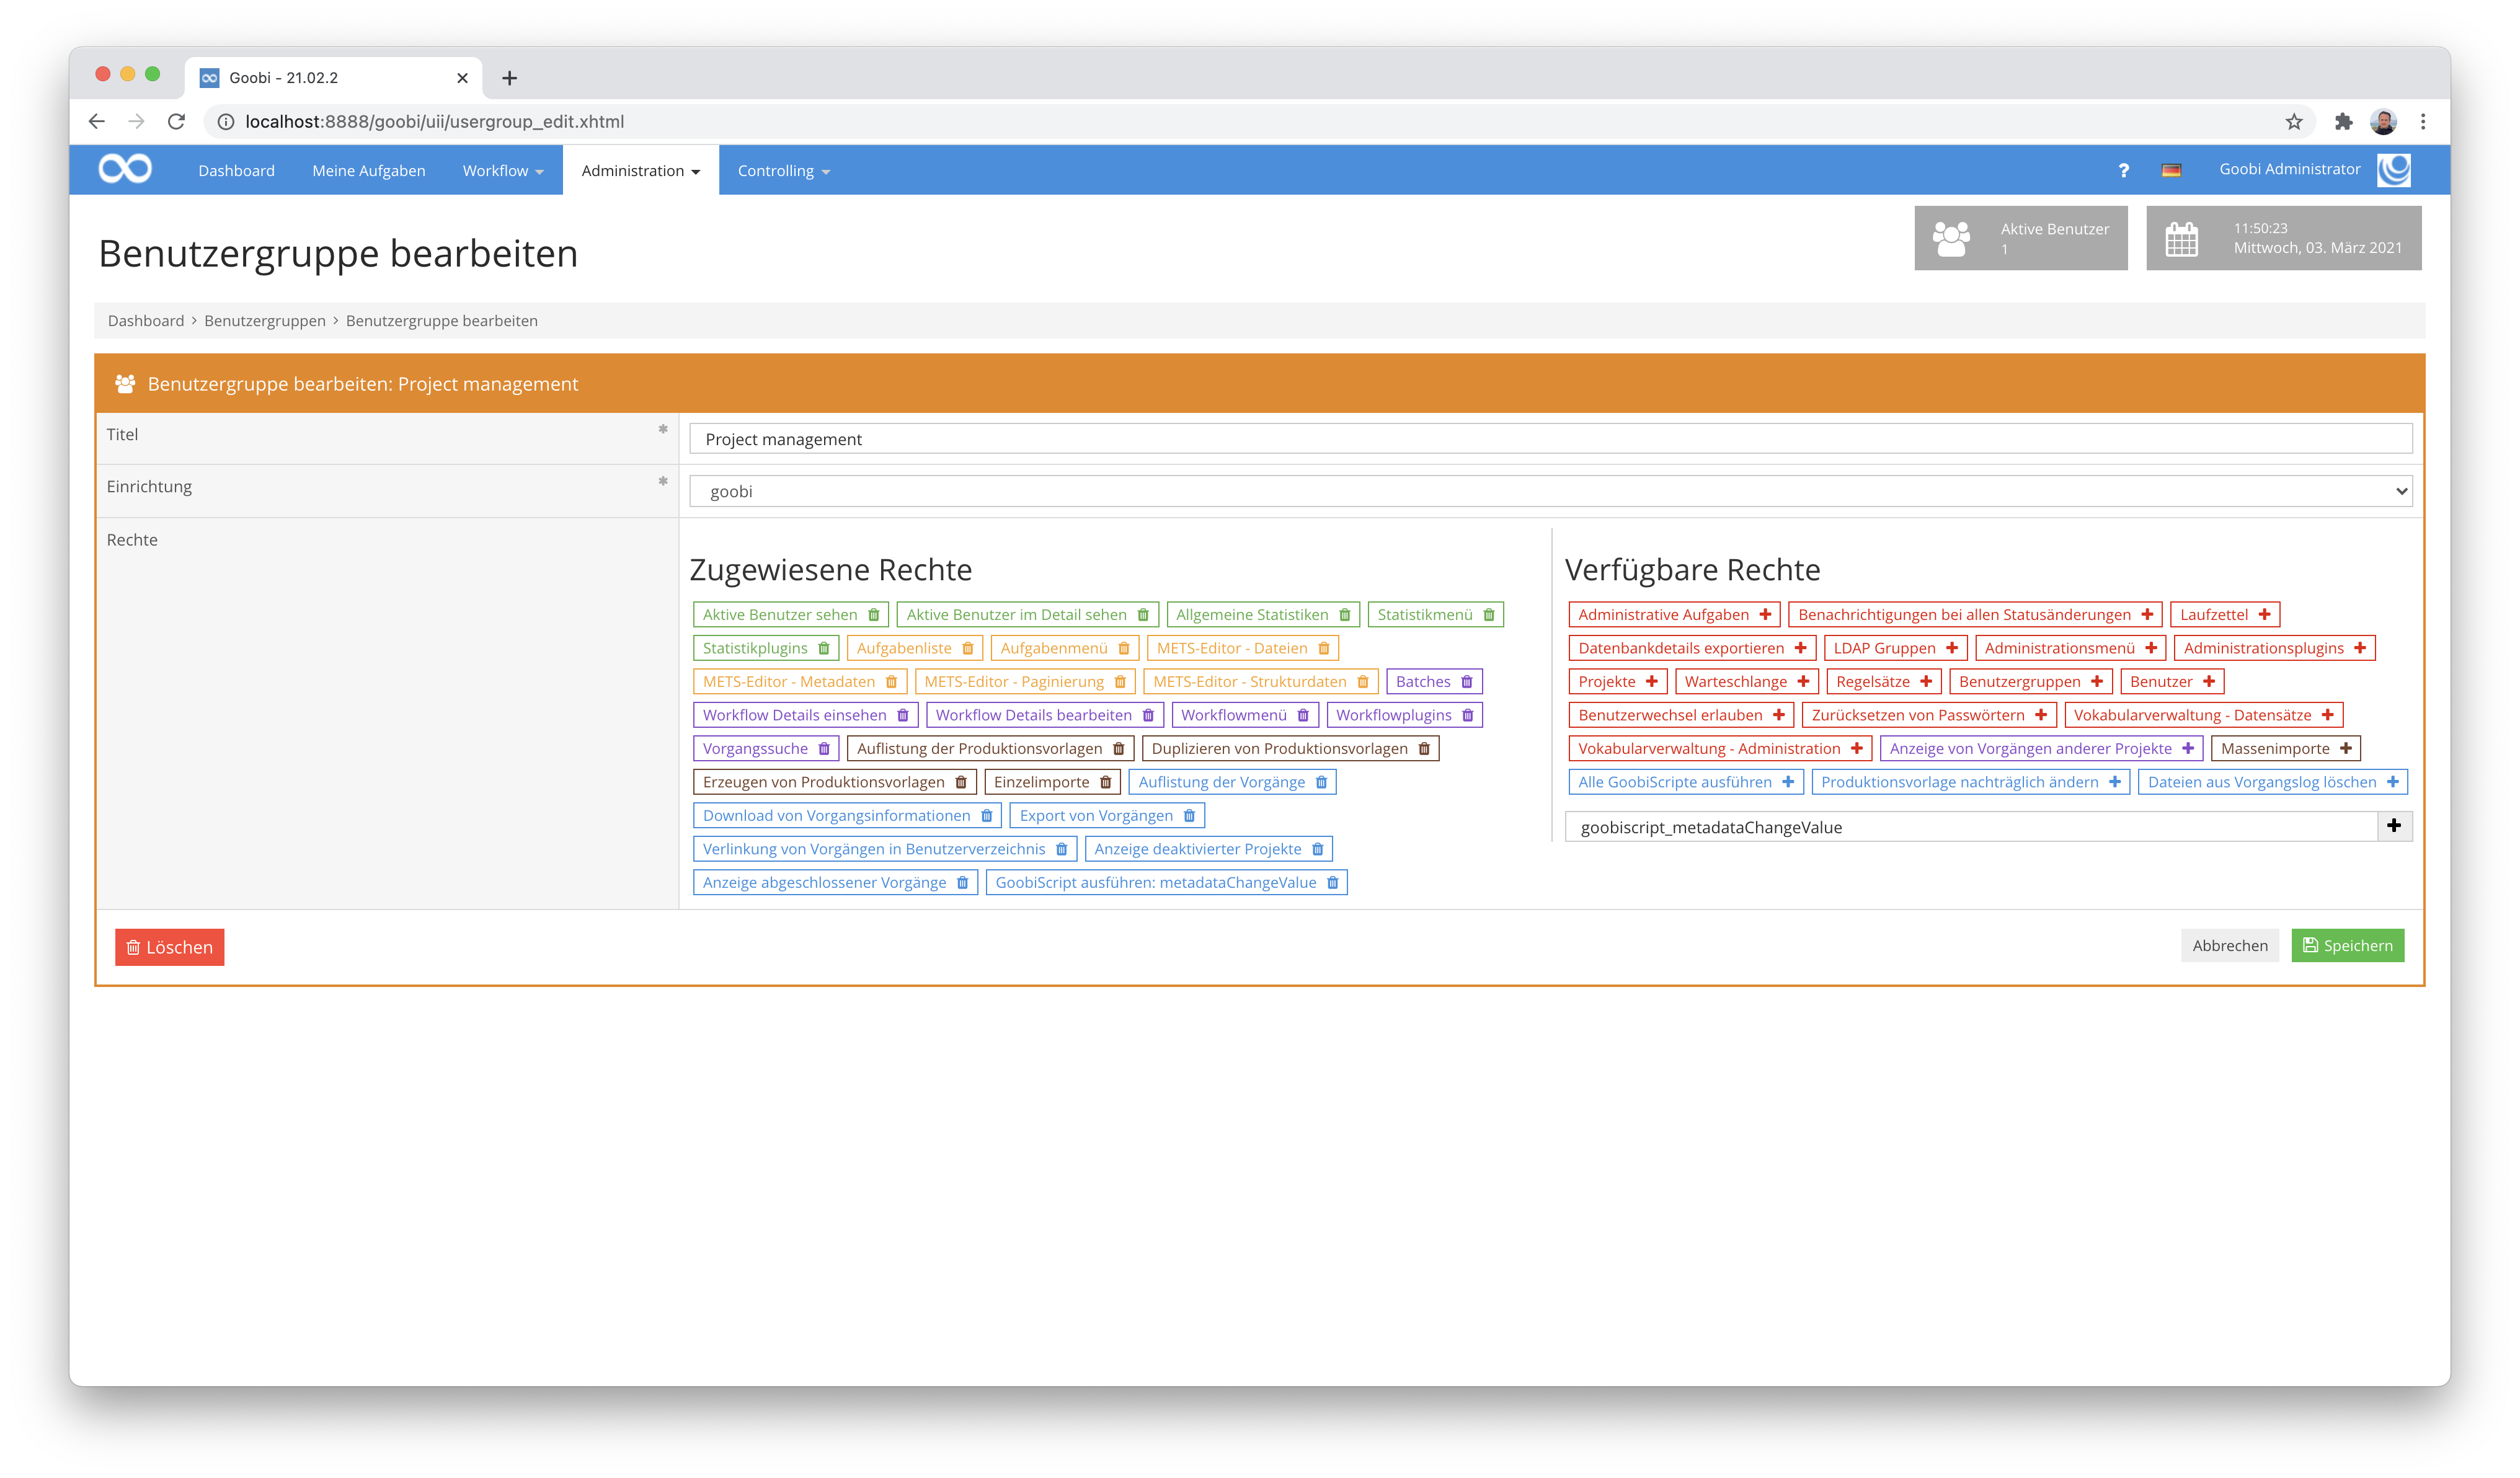 Goobi - 21.02.2
localhost:8888/goobi/uii/usergroup_edit.xhtml
Dashboard Meine Aufgaben Workflow Administration Controlling ? Goobi Administrator
Benutzergruppe bearbeiten
Aktive Benutzer
1
11:50:23
Mittwoch, 03. März 2021
Dashboard > Benutzergruppen > Benutzergruppe bearbeiten
Benutzergruppe bearbeiten: Project management
Titel * Project management
Einrichtung * goobi
Rechte
Zugewiesene Rechte
Aktive Benutzer sehen Aktive Benutzer im Detail sehen Allgemeine Statistiken Statistikmenü
Statistikplugins Aufgabenliste Aufgabenmenü METS-Editor - Dateien
METS-Editor - Metadaten METS-Editor - Paginierung METS-Editor - Strukturdaten Batches
Workflow Details einsehen Workflow Details bearbeiten Workflowmenü Workflowplugins
Vorgangssuche Auflistung der Produktionsvorlagen Duplizieren von Produktionsvorlagen
Erzeugen von Produktionsvorlagen Einzelimporte Auflistung der Vorgänge
Download von Vorgangsinformationen Export von Vorgängen
Verlinkung von Vorgängen in Benutzerverzeichnis Anzeige deaktivierter Projekte
Anzeige abgeschlossener Vorgänge GoobiScript ausführen: metadataChangeValue
Verfügbare Rechte
Administrative Aufgaben Benachrichtigungen bei allen Statusänderungen Laufzettel
Datenbankdetails exportieren LDAP Gruppen Administrationsmenü Administrationsplugins
Projekte Warteschlange Regelsätze Benutzergruppen Benutzer
Benutzerwechsel erlauben Zurücksetzen von Passwörtern Vokabularverwaltung - Datensätze
Vokabularverwaltung - Administration Anzeige von Vorgängen anderer Projekte Massenimporte
Alle GoobiScripte ausführen Produktionsvorlage nachträglich ändern Dateien aus Vorgangslog löschen
goobiscript_metadataChangeValue
Löschen Abbrechen Speichern